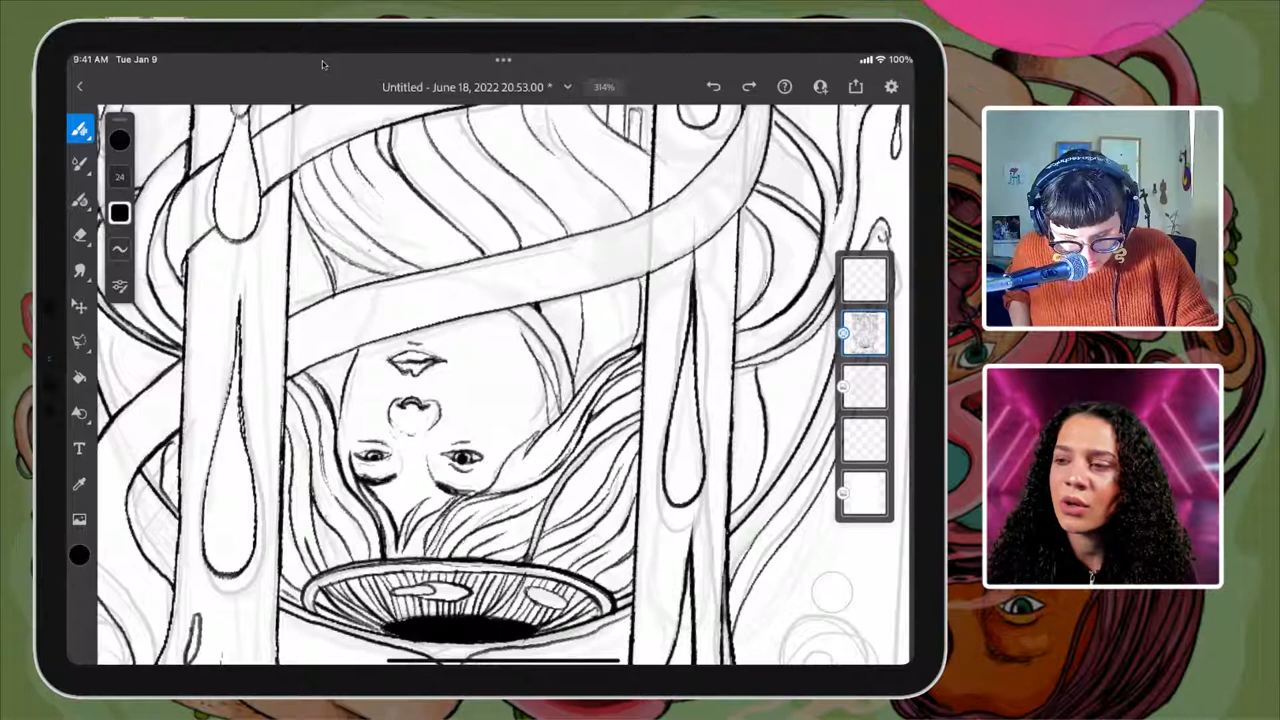 9:41 AM Tue Jan 9
100%
Untitled - June 18, 2022 20.53.00 *
314%
24
T